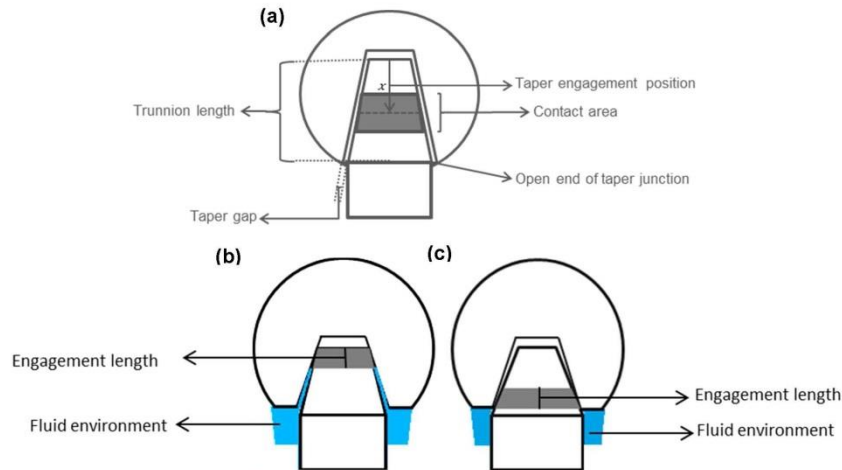 (a)
x
Taper engagement position
Trunnion length
Contact area
Open end of taper junction
Taper gap
(b)
(c)
Engagement length
Engagement length
Fluid environment
Fluid environment